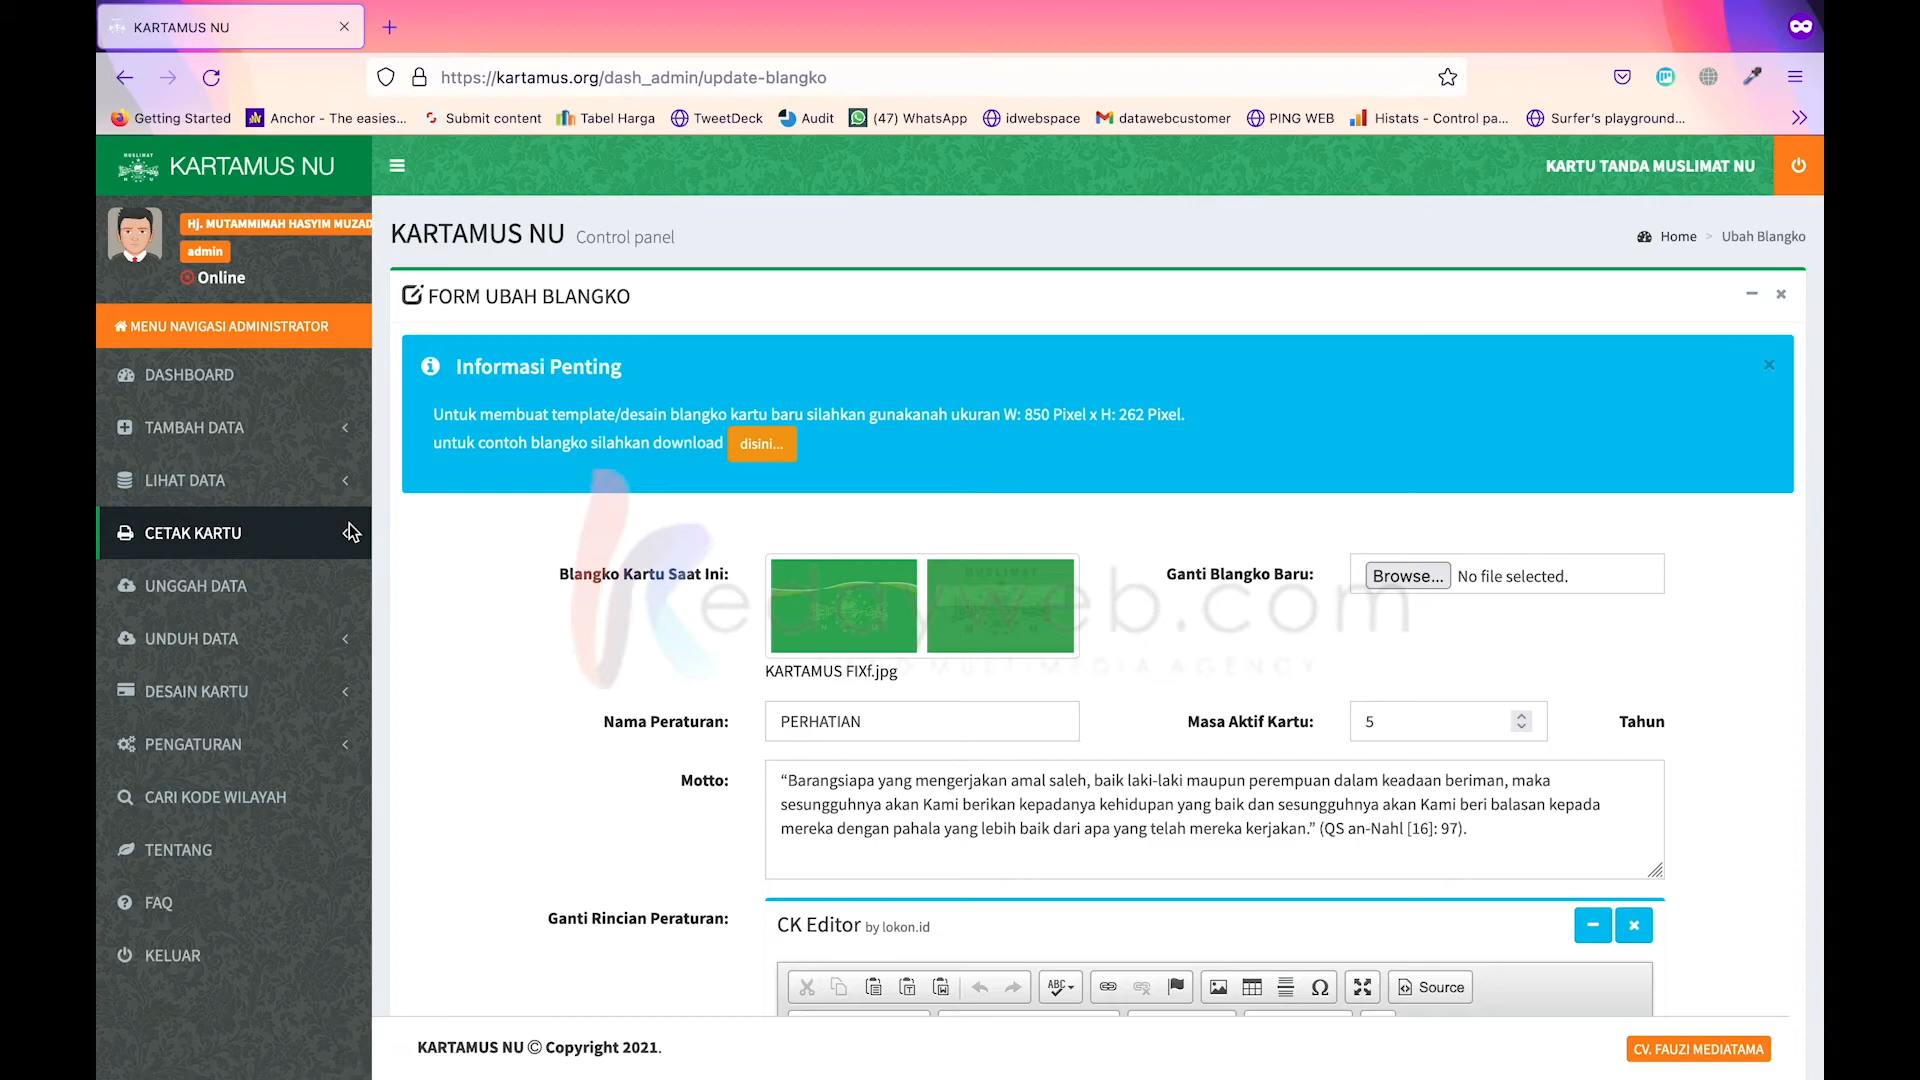 KARTAMUS NU
https://kartamus.org/dash_admin/update-blangko
Getting Started
Anchor - The easies...
Submit content
Tabel Harga
TweetDeck
Audit
(47) WhatsApp
idwebspace
datawebcustomer
PING WEB
Histats - Control pa...
Surfer's playground...
KARTAMUS NU
KARTU TANDA MUSLIMAT NU
Hj. MUTAMMIMAH HASYIM MUZAD
admin
Online
KARTAMUS NU Control panel
Home > Ubah Blangko
MENU NAVIGASI ADMINISTRATOR
DASHBOARD
TAMBAH DATA
LIHAT DATA
CETAK KARTU
UNGGAH DATA
UNDUH DATA
DESAIN KARTU
PENGATURAN
CARI KODE WILAYAH
TENTANG
FAQ
KELUAR
FORM UBAH BLANGKO
Informasi Penting
Untuk membuat template/desain blangko kartu baru silahkan gunakanah ukuran W: 850 Pixel x H: 262 Pixel.
untuk contoh blangko silahkan download disini...
Blangko Kartu Saat Ini:
KARTAMUS FIXf.jpg
Ganti Blangko Baru:
Browse... No file selected.
kedayweb.com
MULTIMEDIA AGENCY
Nama Peraturan:
PERHATIAN
Masa Aktif Kartu:
5
Tahun
Motto:
“Barangsiapa yang mengerjakan amal saleh, baik laki-laki maupun perempuan dalam keadaan beriman, maka
sesungguhnya akan Kami berikan kepadanya kehidupan yang baik dan sesungguhnya akan Kami beri balasan kepada
mereka dengan pahala yang lebih baik dari apa yang telah mereka kerjakan.” (QS an-Nahl [16]: 97).
Ganti Rincian Peraturan:
CK Editor by lokon.id
ABC
Source
KARTAMUS NU © Copyright 2021.
CV. FAUZI MEDIATAMA